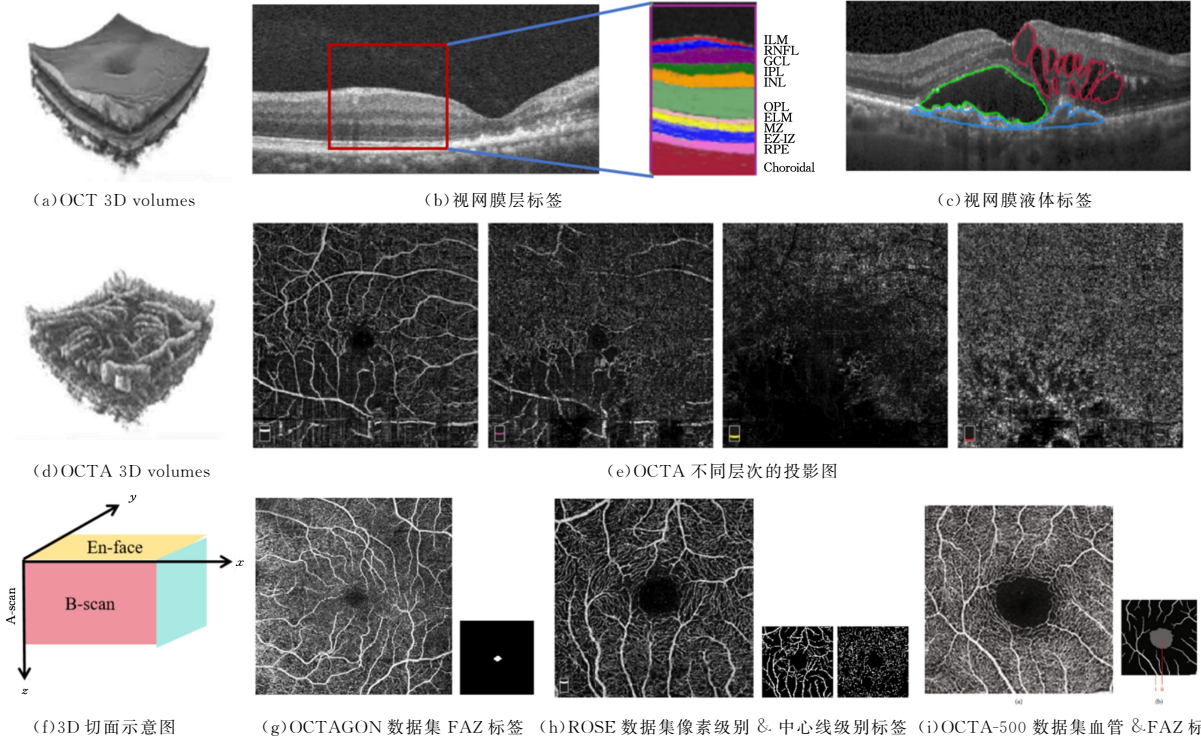 ILM
RNFL
GCL
IPL
INL
OPL
ELM
MZ
EZ-IZ
RPE
Choroidal
(a)OCT 3D volumes
(b)视网膜层标签
(c)视网膜液体标签
(d)OCTA 3D volumes
(e)OCTA 不同层次的投影图
y
En-face
x
B-scan
A-scan
z
(a)
(b)
(f)3D 切面示意图
(g)OCTAGON 数据集 FAZ 标签
(h)ROSE 数据集像素级别 & 中心线级别标签
(i)OCTA-500 数据集血管 &FAZ 标